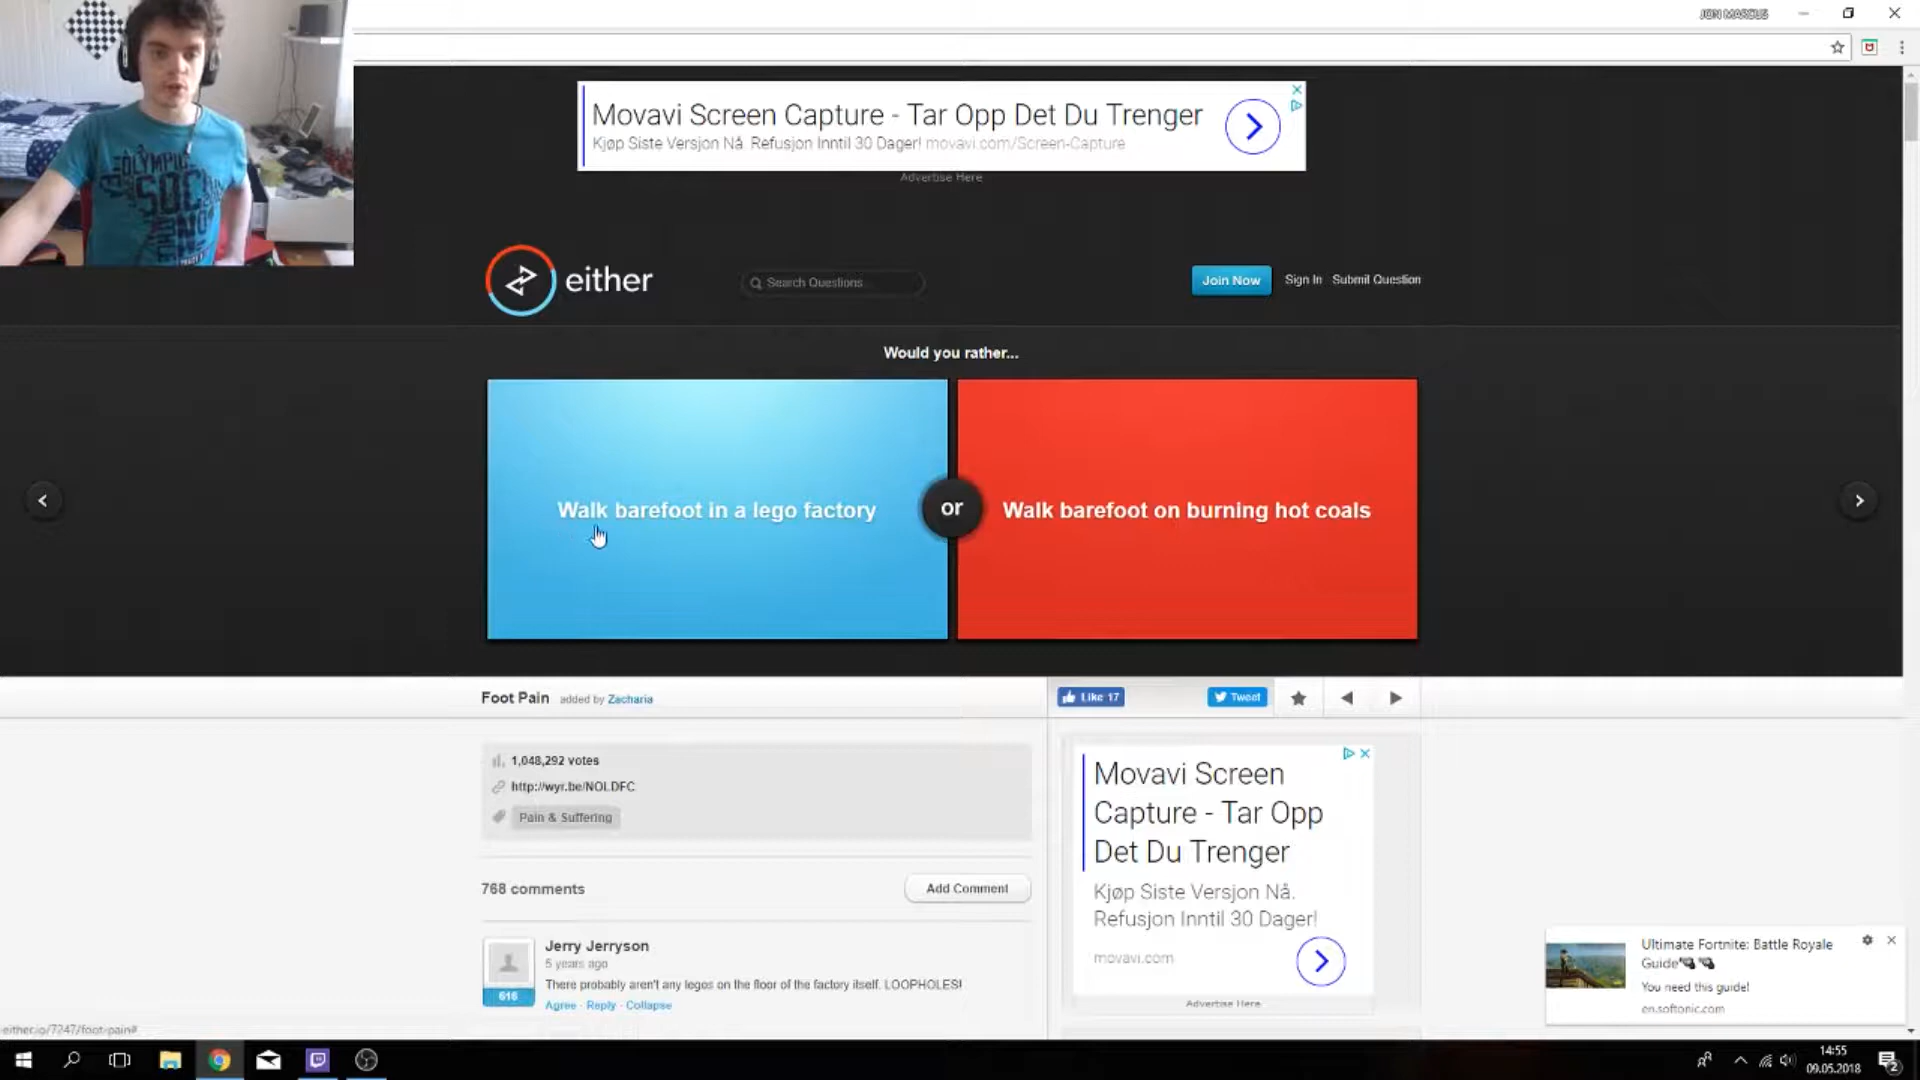 JON MARCUS
Movavi Screen Capture - Tar Opp Det Du Trenger
Kjøp Siste Versjon Nå. Refusjon Inntil 30 Dager! movavi.com/Screen-Capture
Advertise Here
OLYMPIC
SOC
NO
either
Search Questions...
Join Now
Sign In
Submit Question
Would you rather...
Walk barefoot in a lego factory
or
Walk barefoot on burning hot coals
Foot Pain added by Zacharia
Like 17
Tweet
1,048,292 votes
http://wyr.be/NOLDFC
Pain & Suffering
768 comments
Add Comment
Jerry Jerryson
5 years ago
616
There probably aren't any legos on the floor of the factory itself. LOOPHOLES!
Agree · Reply · Collapse
Movavi Screen
Capture - Tar Opp
Det Du Trenger
Kjøp Siste Versjon Nå.
Refusjon Inntil 30 Dager!
movavi.com
Advertise Here
Ultimate Fortnite: Battle Royale
Guide
You need this guide!
en.softonic.com
either.io/7247/foot-pain#
14:55
09.05.2018
2